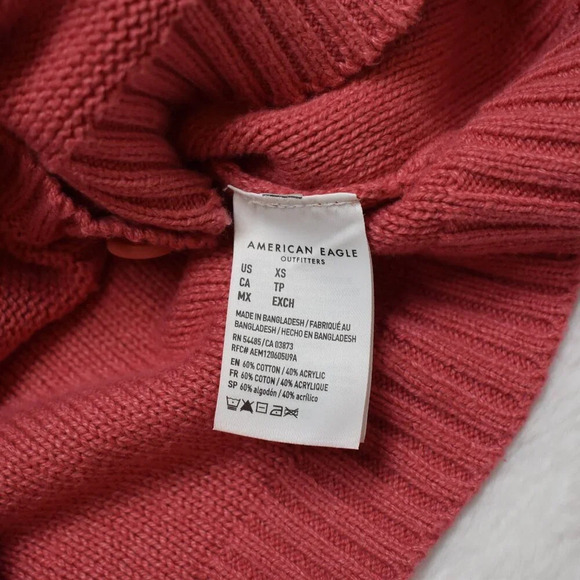 AMERICAN EAGLE
OUTFITTERS
US XS
CA TP
MX EXCH
MADE IN BANGLADESH / FABRIQUÉ AU
BANGLADESH / HECHO EN BANGLADESH
RN 54485/CA 03873
RFC# AEM120605U9A
EN 60% COTTON / 40% ACRYLIC
FR 60% COTON / 40% ACRYLIQUE
SP 60% algodón / 40% acrílico